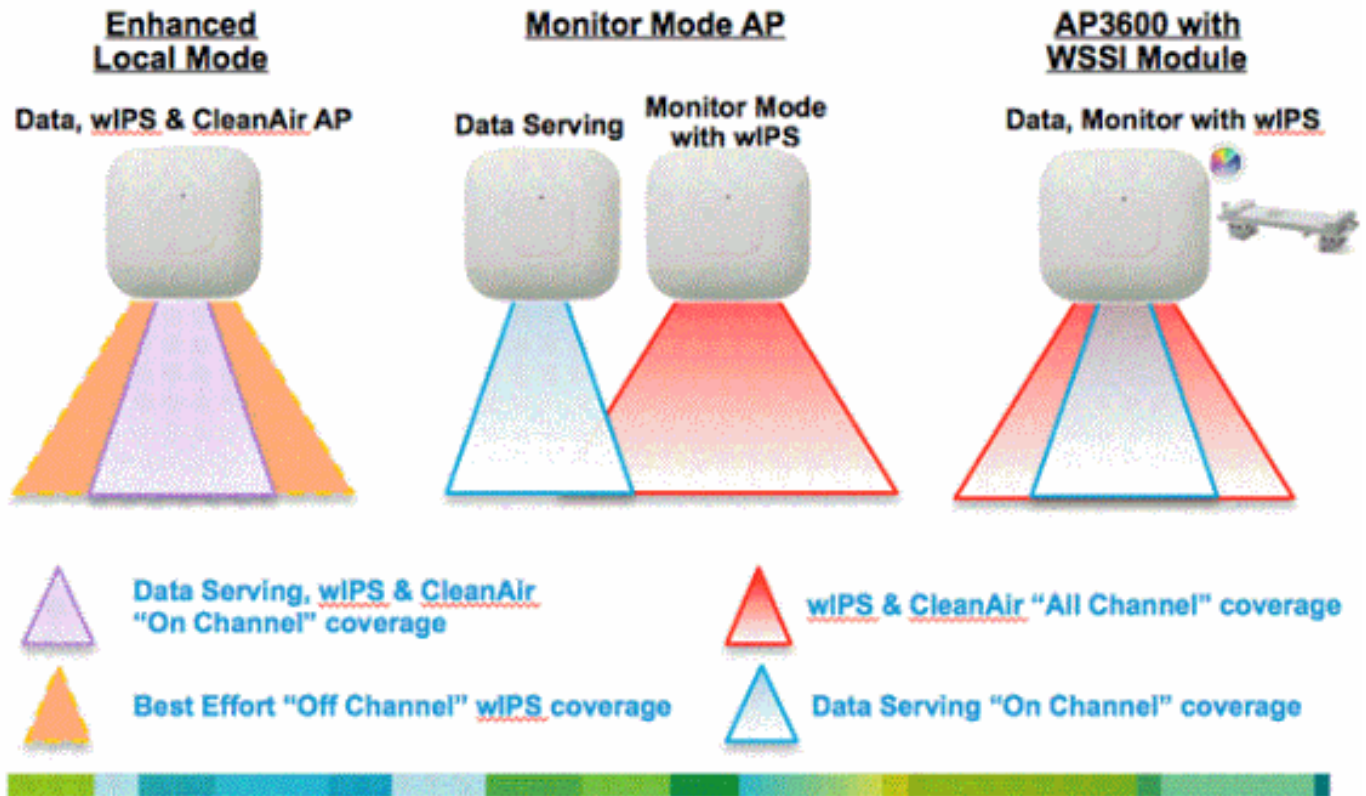 Enhanced
Local Mode
Data, wIPS & CleanAir AP
Monitor Mode AP
Data Serving
Monitor Mode
with wIPS
AP3600 with
WSSI Module
Data, Monitor with wIPS
Data Serving, wIPS & CleanAir
“On Channel” coverage
Best Effort “Off Channel” wIPS coverage
wIPS & CleanAir “All Channel” coverage
Data Serving “On Channel” coverage